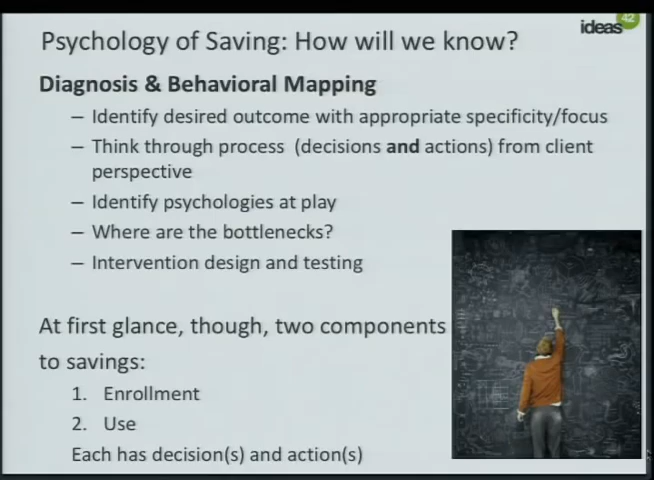 ideas 42
Psychology of Saving: How will we know?
Diagnosis & Behavioral Mapping
– Identify desired outcome with appropriate specificity/focus
– Think through process (decisions and actions) from client
perspective
– Identify psychologies at play
– Where are the bottlenecks?
– Intervention design and testing
At first glance, though, two components
to savings:
1. Enrollment
2. Use
Each has decision(s) and action(s)